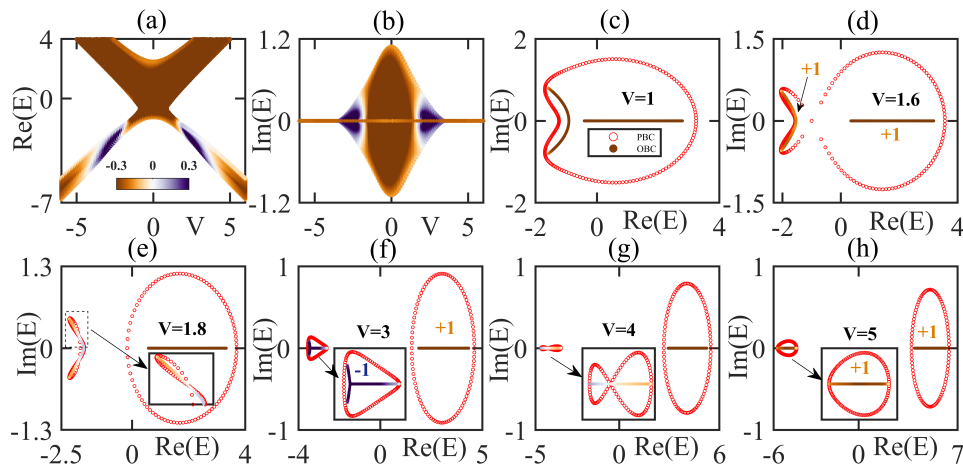 (a) (b) (c) (d)
4 1.2 2 1.5
Re(E) 0 Im(E) 0 Im(E) 0 Im(E) 0
-7 -1.2 -2 -1.5
-0.3 0 0.3
-5 0 V 5
-5 0 V 5
V=1
PBC
OBC
-2 0 Re(E) 4
+1
V=1.6
+1
-2 0 Re(E) 4
(e) (f) (g) (h)
1.3 1 1 1
Im(E) 0 Im(E) 0 Im(E) 0 Im(E) 0
-1.3 -1 -1 -1
V=1.8
-2.5 0 Re(E) 4
V=3
+1
-1
-4 0 Re(E) 5
V=4
-5 0 Re(E) 6
V=5
+1
+1
-6 0 Re(E) 7